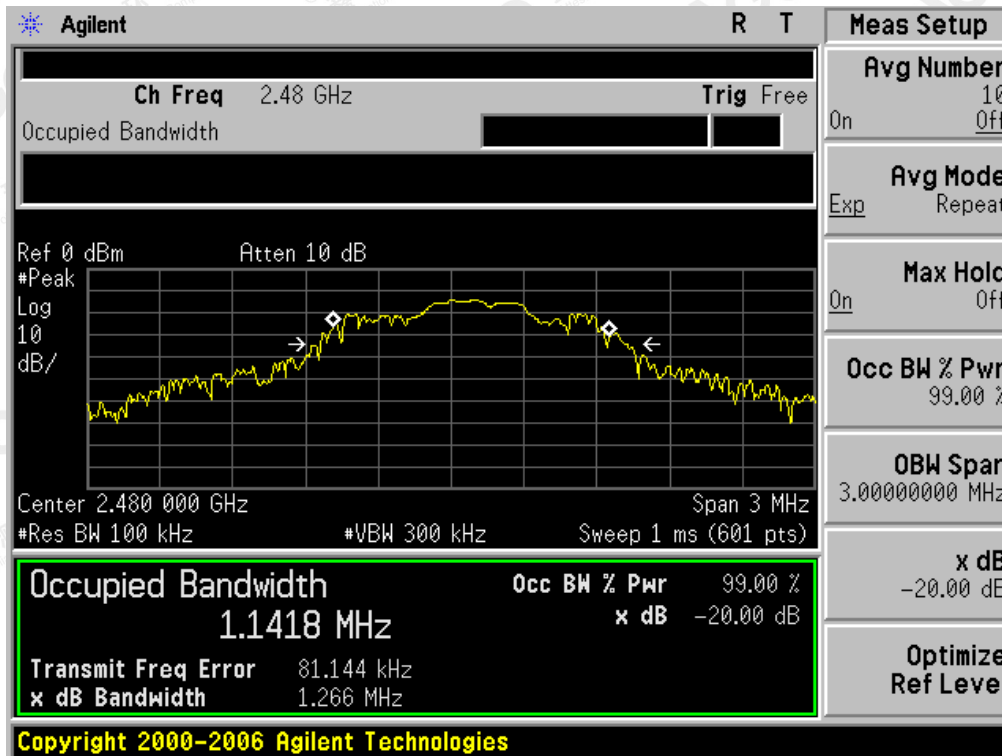 Agilent R T Meas Setup
Ch Freq 2.48 GHz Trig Free
Occupied Bandwidth
Ref 0 dBm Atten 10 dB
#Peak
Log
10
dB/
Center 2.480 000 GHz Span 3 MHz
#Res BW 100 kHz #VBW 300 kHz Sweep 1 ms (601 pts)
Occupied Bandwidth
1.1418 MHz
Occ BW % Pwr 99.00 %
x dB -20.00 dB
Transmit Freq Error 81.144 kHz
x dB Bandwidth 1.266 MHz
Copyright 2000-2006 Agilent Technologies
Avg Number
10
On Off
Avg Mode
Exp Repeat
Max Hold
On Off
Occ BW % Pwr
99.00 %
OBW Span
3.00000000 MHz
x dB
-20.00 dB
Optimize
Ref Level